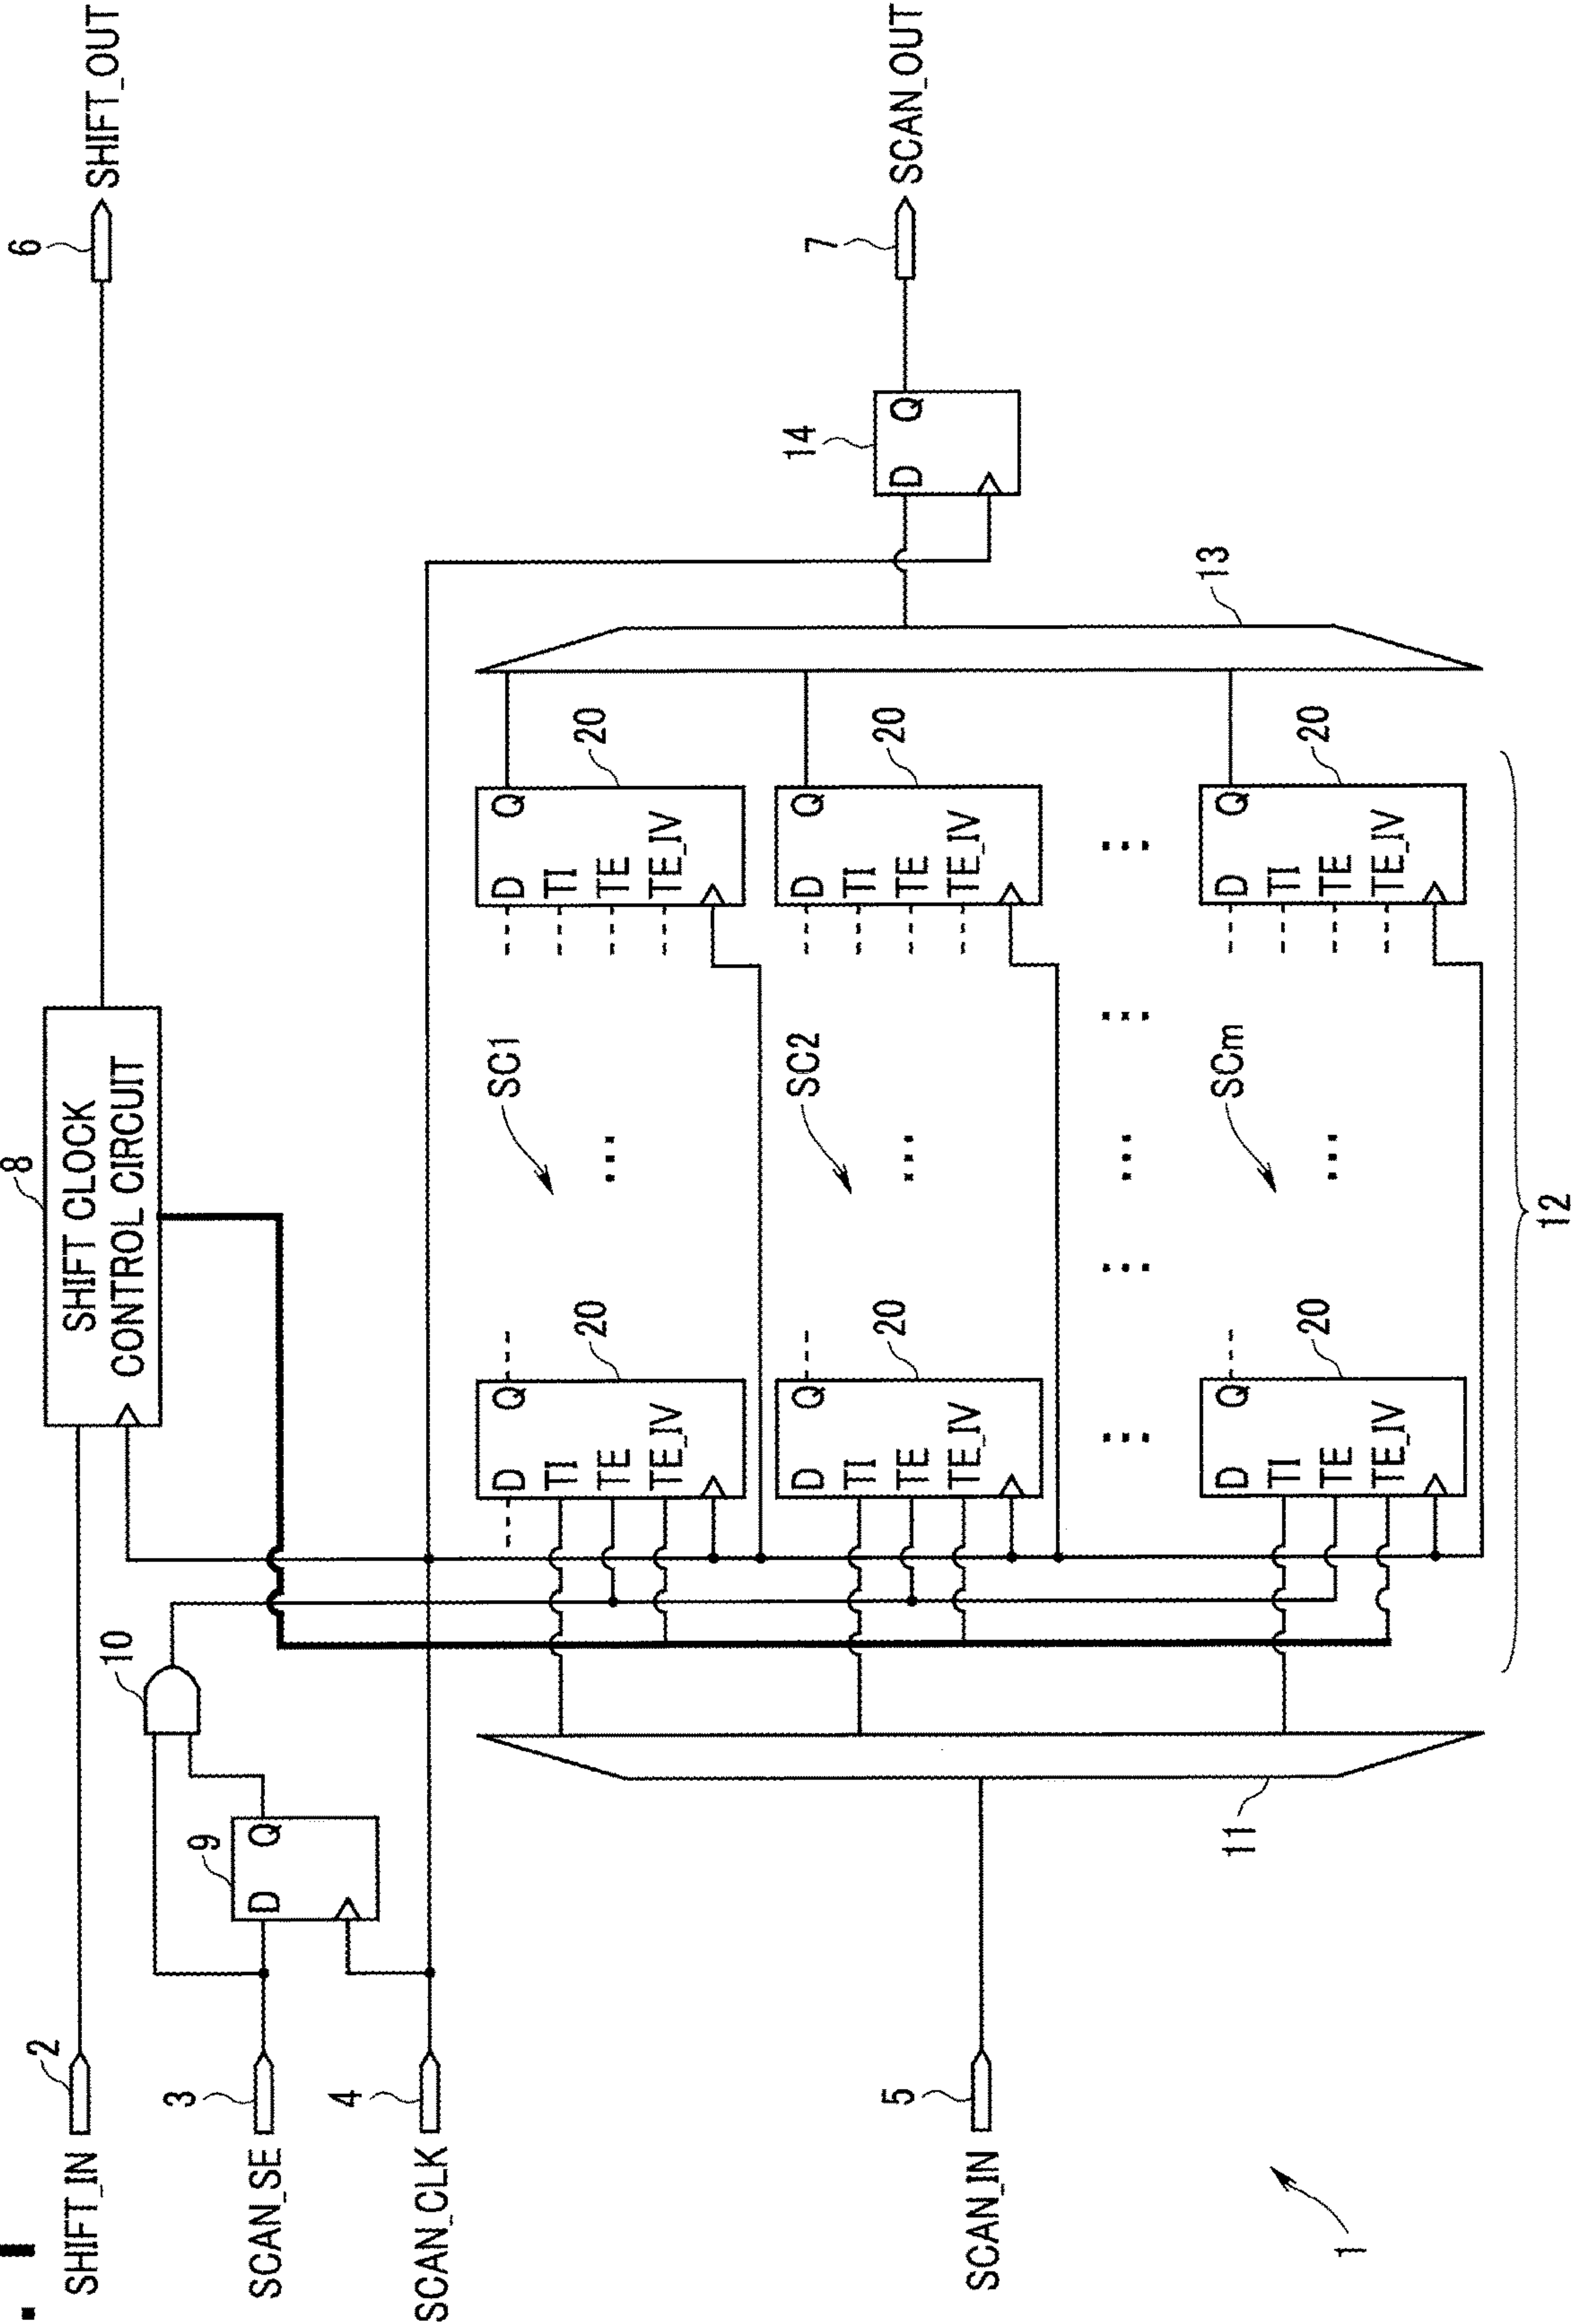 SHIFT_IN
2
SHIFT CLOCK
CONTROL CIRCUIT
8
6
SHIFT_OUT
SCAN_SE
3
D Q
9
10
SCAN_CLK
4
SCAN_IN
5
11
D Q
TI
TE
TE_IV
20
SC1
D Q
TI
TE
TE_IV
20
D Q
TI
TE
TE_IV
20
SC2
D Q
TI
TE
TE_IV
20
D Q
TI
TE
TE_IV
20
SCm
D Q
TI
TE
TE_IV
20
12
13
D Q
14
7
SCAN_OUT
1